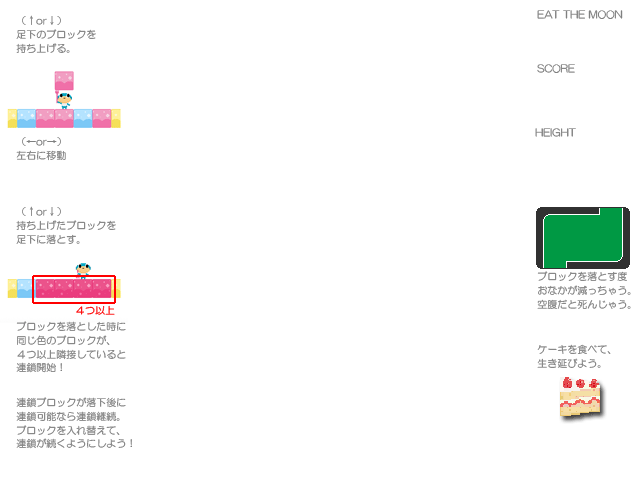 （↑or↓）
足下のブロックを
持ち上げる。
（←or→）
左右に移動
（↑or↓）
持ち上げたブロックを
足下に落とす。
４つ以上
ブロックを落とした時に
同じ色のブロックが、
４つ以上隣接していると
連鎖開始！
連鎖ブロックが落下後に
連鎖可能なら連鎖継続。
ブロックを入れ替えて、
連鎖が続くようにしよう！
EAT THE MOON
SCORE
HEIGHT
ブロックを落とす度
おなかが減っちゃう。
空腹だと死んじゃう。
ケーキを食べて、
生き延びよう。